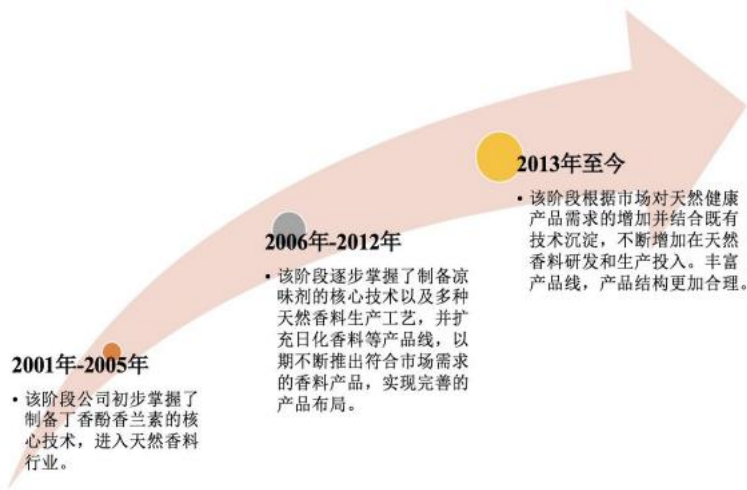 2001年-2005年
• 该阶段公司初步掌握了
制备丁香酚香兰素的核
心技术，进入天然香料
行业。
2006年-2012年
• 该阶段逐步掌握了制备凉
味剂的核心技术以及多种
天然香料生产工艺，并扩
充日化香料等产品线，以
期不断推出符合市场需求
的香料产品，实现完善的
产品布局。
2013年至今
• 该阶段根据市场对天然健康
产品需求的增加并结合既有
技术沉淀，不断增加在天然
香料研发和生产投入。丰富
产品线，产品结构更加合理。